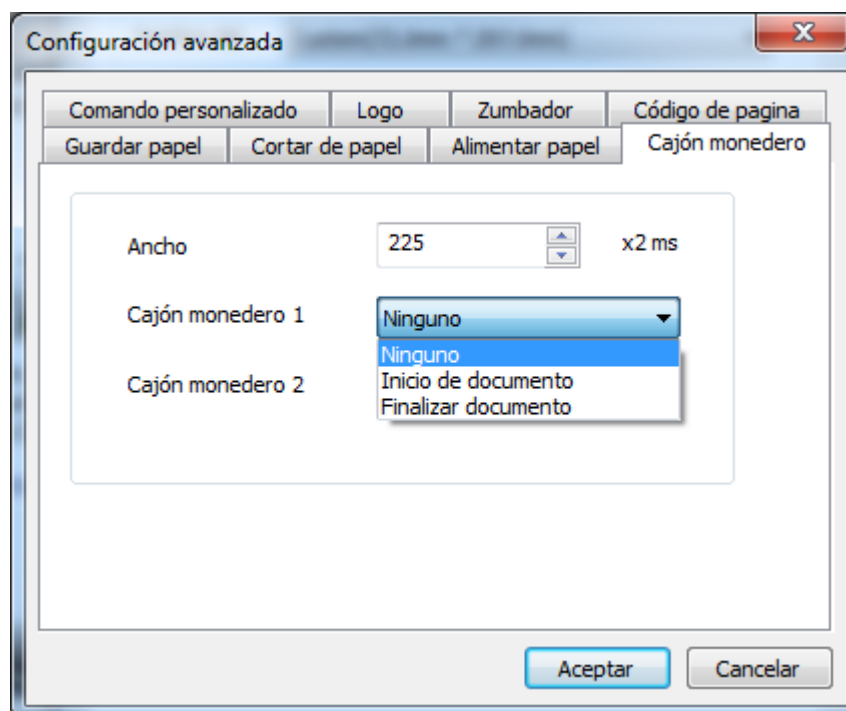 Configuración avanzada
Comando personalizado Logo Zumbador Código de pagina
Guardar papel Cortar de papel Alimentar papel Cajón monedero
Ancho 225 x2 ms
Cajón monedero 1 Ninguno
Ninguno
Cajón monedero 2 Inicio de documento
Finalizar documento
Aceptar Cancelar